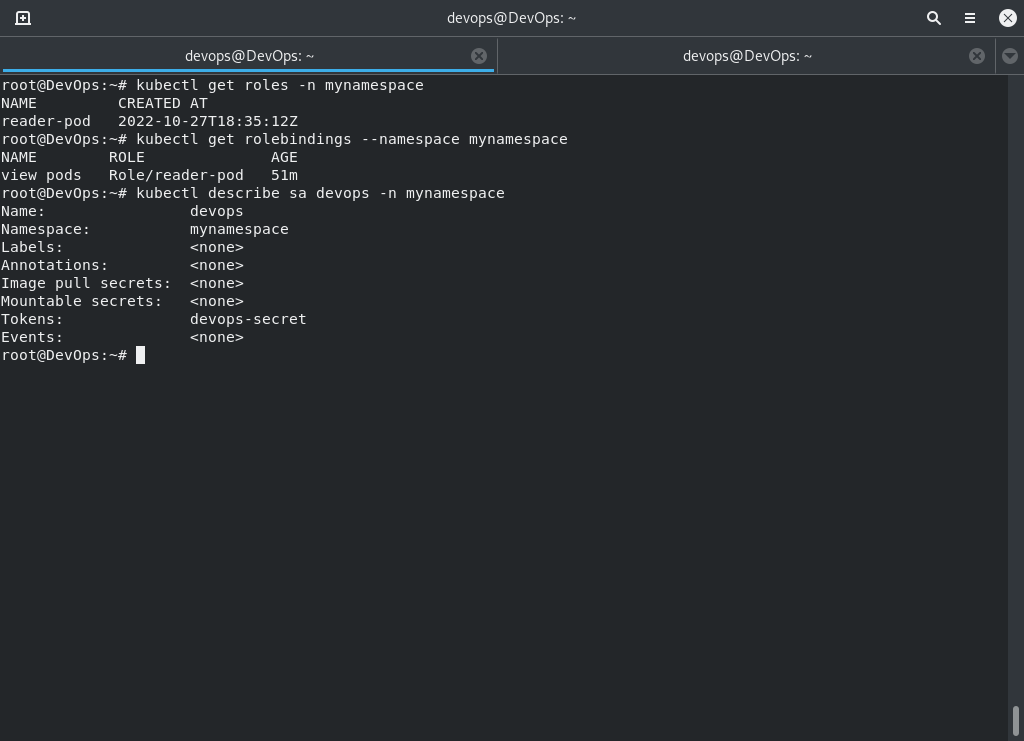 devops@DevOps: ~
devops@DevOps: ~
devops@DevOps: ~
root@DevOps:~# kubectl get roles -n mynamespace
NAME         CREATED AT
reader-pod   2022-10-27T18:35:12Z
root@DevOps:~# kubectl get rolebindings --namespace mynamespace
NAME        ROLE              AGE
view pods   Role/reader-pod   51m
root@DevOps:~# kubectl describe sa devops -n mynamespace
Name:                devops
Namespace:           mynamespace
Labels:              <none>
Annotations:         <none>
Image pull secrets:  <none>
Mountable secrets:   <none>
Tokens:              devops-secret
Events:              <none>
root@DevOps:~#